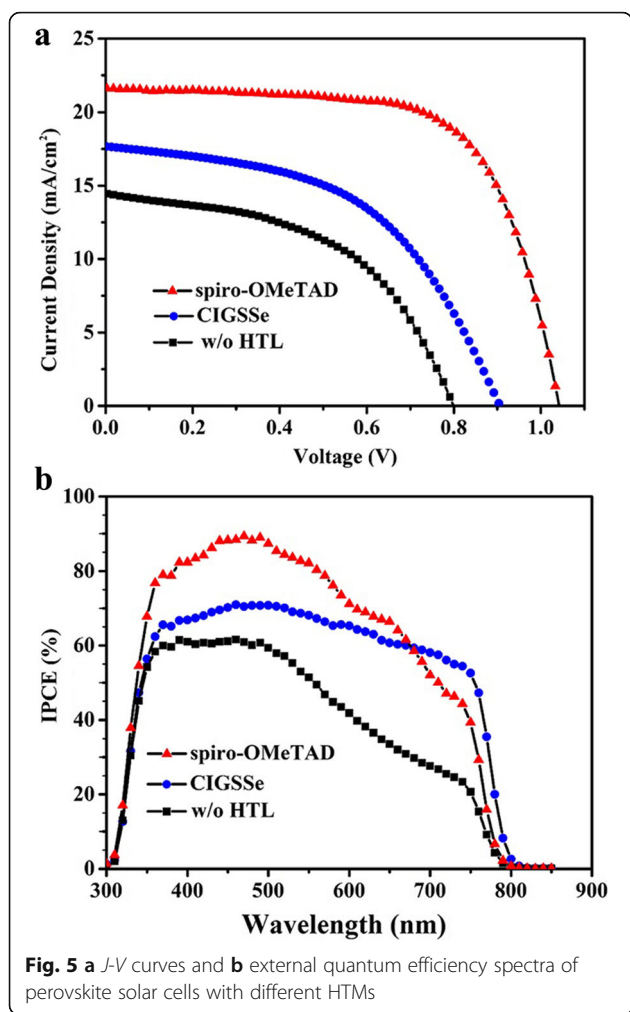 a
25
20
15
10
5
0
Current Density (mA/cm²)
spiro-OMeTAD
CIGSSe
w/o HTL
0.0 0.2 0.4 0.6 0.8 1.0
Voltage (V)
b
100
80
60
40
20
0
IPCE (%)
spiro-OMeTAD
CIGSSe
w/o HTL
300 400 500 600 700 800 900
Wavelength (nm)
Fig. 5 a J-V curves and b external quantum efficiency spectra of
perovskite solar cells with different HTMs